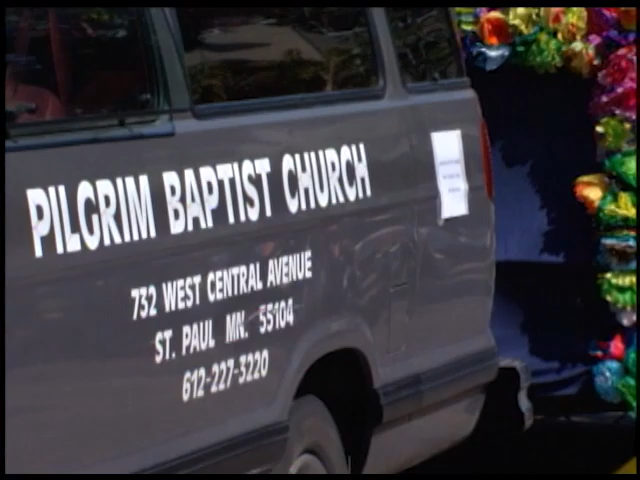 PILGRIM BAPTIST CHURCH
732 WEST CENTRAL AVENUE
ST. PAUL MN. 55104
612-227-3220